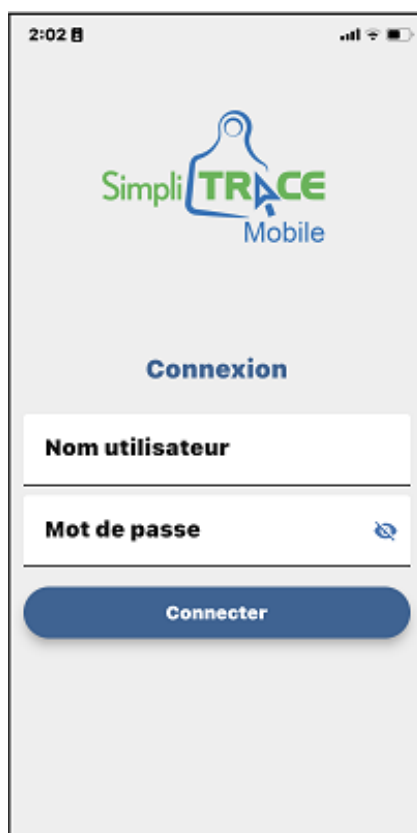 2:02
Simpli TRACE
Mobile
Connexion
Nom utilisateur
Mot de passe
Connecter